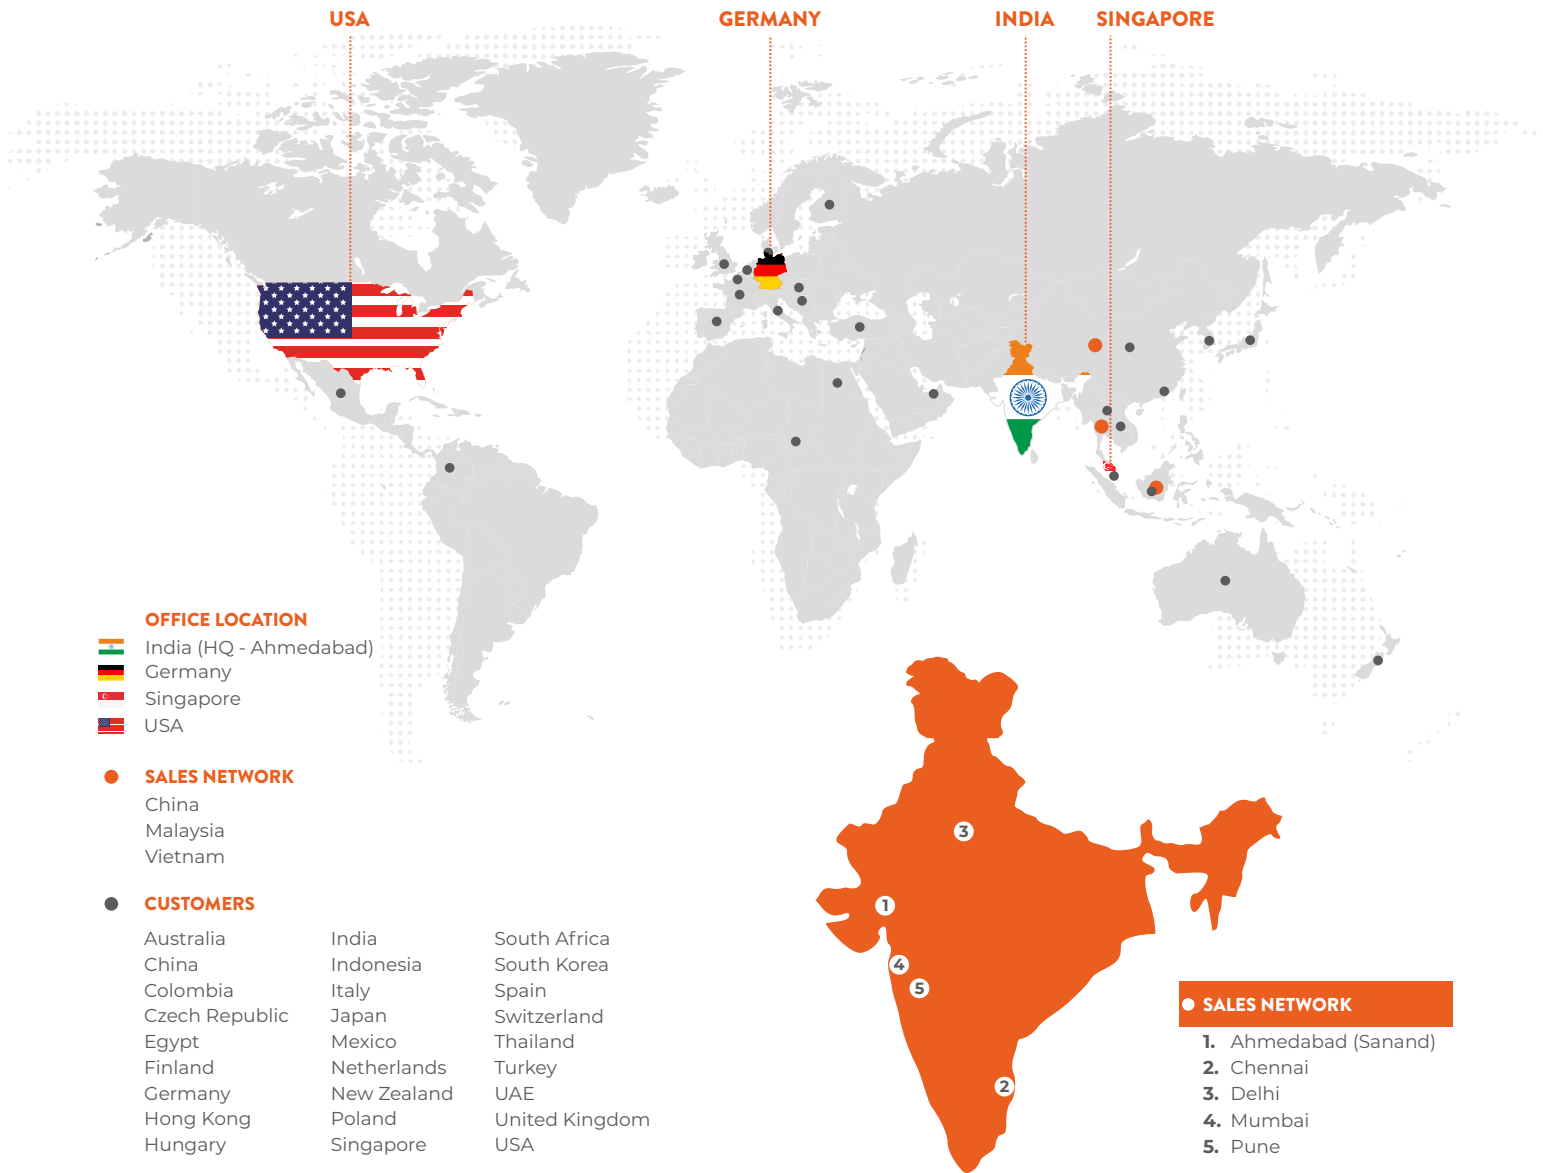 USA
GERMANY
INDIA
SINGAPORE
OFFICE LOCATION
India (HQ - Ahmedabad)
Germany
Singapore
USA
SALES NETWORK
China
Malaysia
Vietnam
CUSTOMERS
Australia
China
Colombia
Czech Republic
Egypt
Finland
Germany
Hong Kong
Hungary
India
Indonesia
Italy
Japan
Mexico
Netherlands
New Zealand
Poland
Singapore
South Africa
South Korea
Spain
Switzerland
Thailand
Turkey
UAE
United Kingdom
USA
3
1
4
5
2
SALES NETWORK
1. Ahmedabad (Sanand)
2. Chennai
3. Delhi
4. Mumbai
5. Pune